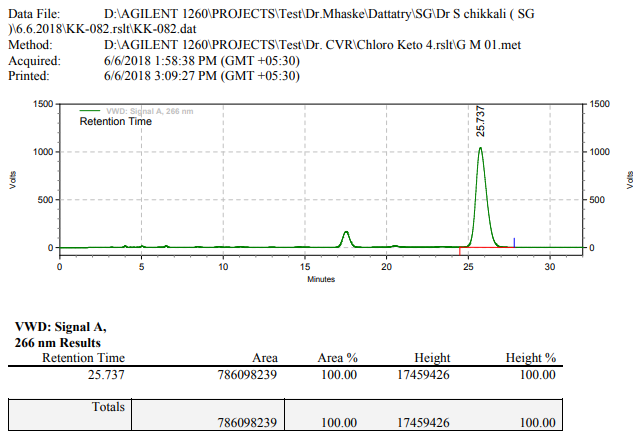 Data File: D:\AGILENT 1260\PROJECTS\Test\Dr.Mhaske\Dattatry\SG\Dr S chikkali ( SG
)\6.6.2018\KK-082.rslt\KK-082.dat
Method: D:\AGILENT 1260\PROJECTS\Test\Dr. CVR\Chloro Keto 4.rslt\G M 01.met
Acquired: 6/6/2018 1:58:38 PM (GMT +05:30)
Printed: 6/6/2018 3:09:27 PM (GMT +05:30)
1500 1500
VWD: Signal A, 266 nm
Retention Time
25.737
1000 1000
Volts Volts
500 500
0 0
0 5 10 15 20 25 30
Minutes
VWD: Signal A,
266 nm Results
Retention Time Area Area % Height Height %
25.737 786098239 100.00 17459426 100.00
Totals
786098239 100.00 17459426 100.00